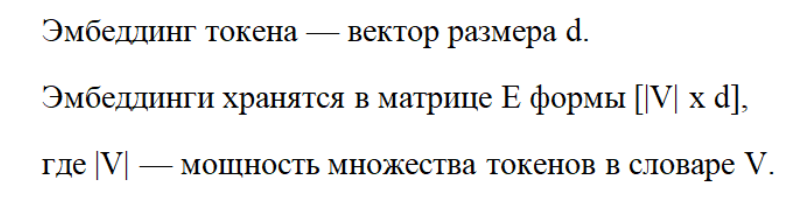 Эмбеддинг токена — вектор размера d.
Эмбеддинги хранятся в матрице E формы [|V| x d],
где |V| — мощность множества токенов в словаре V.